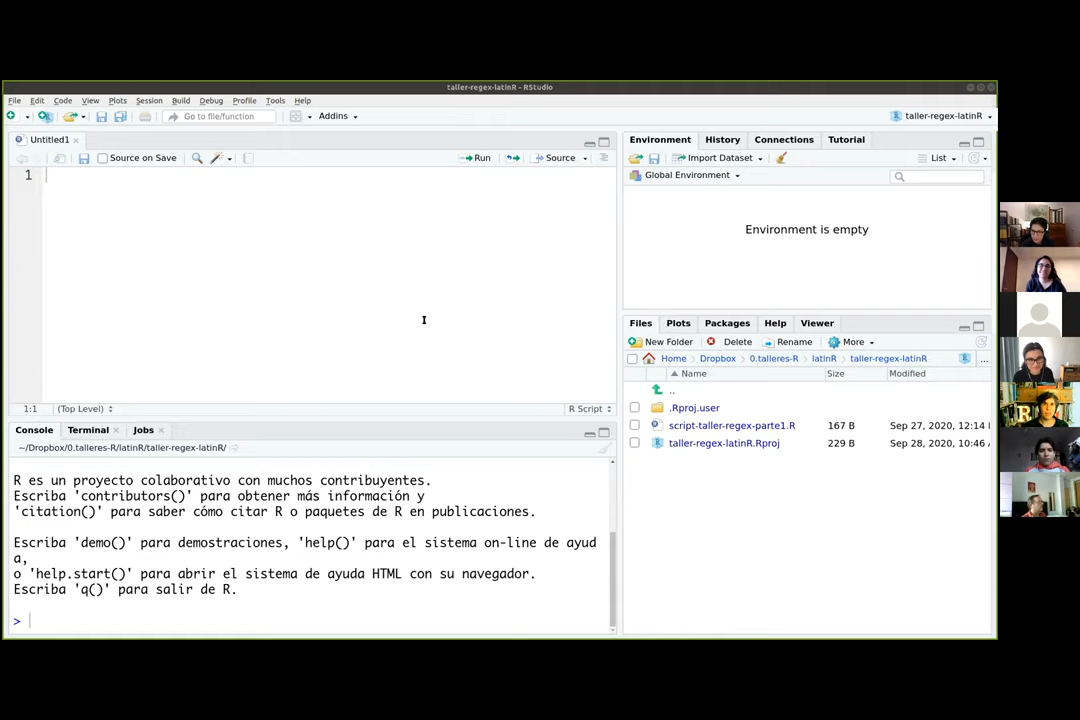 taller-regex-latinR - RStudio
File Edit Code View Plots Session Build Debug Profile Tools Help
Go to file/function Addins taller-regex-latinR
Untitled1
Source on Save Run Source
1
1:1 (Top Level) R Script
Console Terminal Jobs
~/Dropbox/0.talleres-R/latinR/taller-regex-latinR/
R es un proyecto colaborativo con muchos contribuyentes.
Escriba 'contributors()' para obtener más información y
'citation()' para saber cómo citar R o paquetes de R en publicaciones.
Escriba 'demo()' para demostraciones, 'help()' para el sistema on-line de ayud
a,
o 'help.start()' para abrir el sistema de ayuda HTML con su navegador.
Escriba 'q()' para salir de R.
>
Environment History Connections Tutorial
Import Dataset List
Global Environment
Environment is empty
Files Plots Packages Help Viewer
New Folder Delete Rename More
Home Dropbox 0.talleres-R latinR taller-regex-latinR ...
Name Size Modified
..
.Rproj.user
script-taller-regex-parte1.R 167 B Sep 27, 2020, 12:14
taller-regex-latinR.Rproj 229 B Sep 28, 2020, 10:46